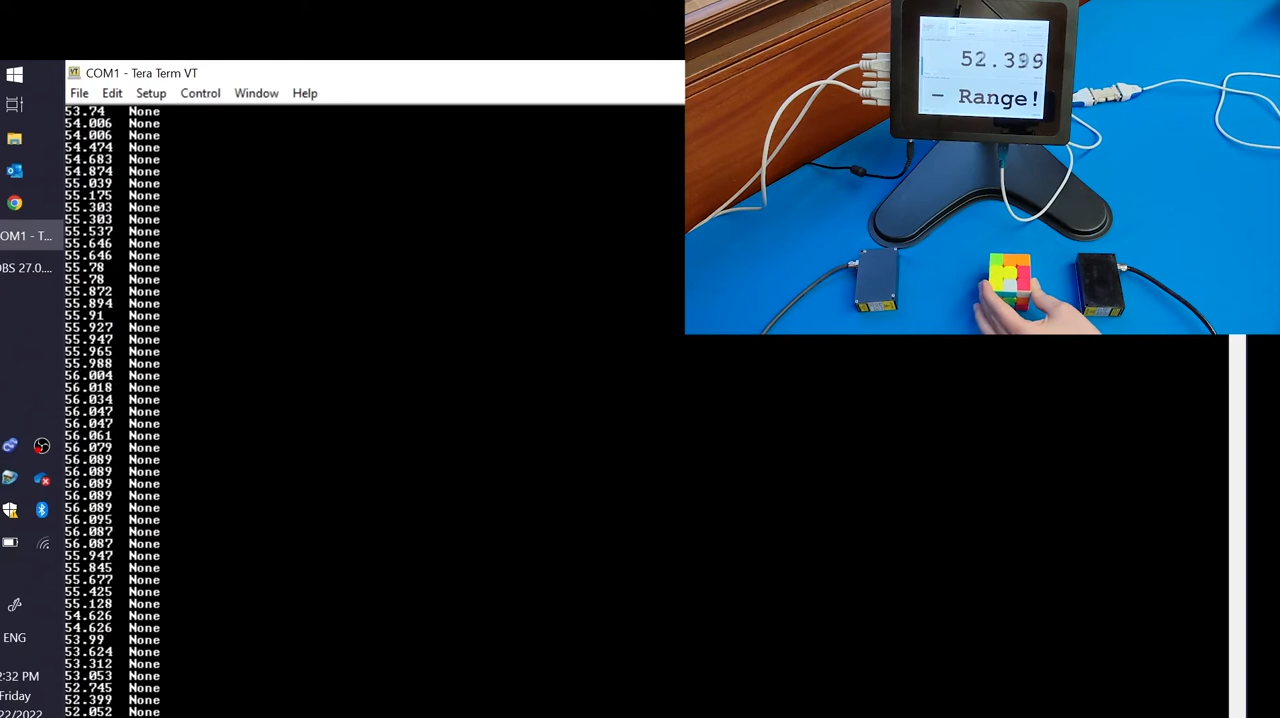 COM1 - Tera Term VT
File Edit Setup Control Window Help
53.74 None
54.006 None
54.006 None
54.474 None
54.683 None
54.874 None
55.039 None
55.175 None
55.303 None
55.303 None
55.537 None
55.646 None
55.646 None
55.78 None
55.78 None
55.872 None
55.894 None
55.91 None
55.927 None
55.947 None
55.965 None
55.988 None
56.004 None
56.018 None
56.034 None
56.047 None
56.047 None
56.061 None
56.079 None
56.089 None
56.089 None
56.089 None
56.089 None
56.089 None
56.095 None
56.087 None
56.087 None
55.947 None
55.845 None
55.677 None
55.425 None
55.128 None
54.626 None
54.626 None
53.99 None
53.624 None
53.312 None
53.053 None
52.745 None
52.399 None
52.052 None
52.399
- Range!
OM1 - T...
OBS 27.0....
ENG
2:32 PM
Friday
22/2022